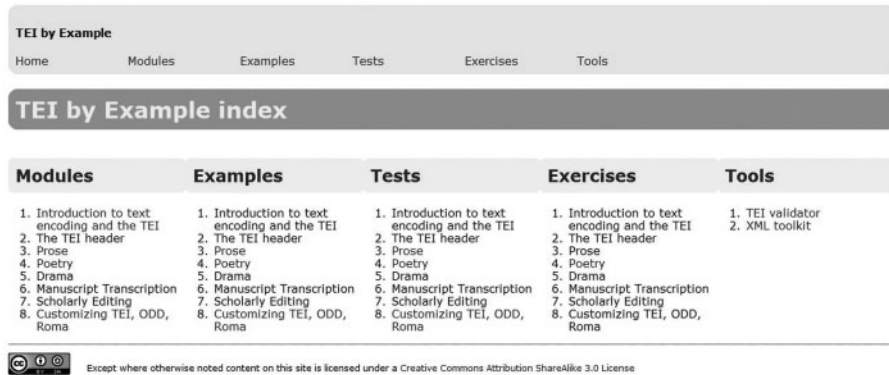 TEI by Example
Home Modules Examples Tests Exercises Tools
TEI by Example index
Modules
1. Introduction to text
encoding and the TEI
2. The TEI header
3. Prose
4. Poetry
5. Drama
6. Manuscript Transcription
7. Scholarly Editing
8. Customizing TEI, ODD,
Roma
Examples
1. Introduction to text
encoding and the TEI
2. The TEI header
3. Prose
4. Poetry
5. Drama
6. Manuscript Transcription
7. Scholarly Editing
8. Customizing TEI, ODD,
Roma
Tests
1. Introduction to text
encoding and the TEI
2. The TEI header
3. Prose
4. Poetry
5. Drama
6. Manuscript Transcription
7. Scholarly Editing
8. Customizing TEI, ODD,
Roma
Exercises
1. Introduction to text
encoding and the TEI
2. The TEI header
3. Prose
4. Poetry
5. Drama
6. Manuscript Transcription
7. Scholarly Editing
8. Customizing TEI, ODD,
Roma
Tools
1. TEI validator
2. XML toolkit
cc BY SA
Except where otherwise noted content on this site is licensed under a Creative Commons Attribution ShareAlike 3.0 License